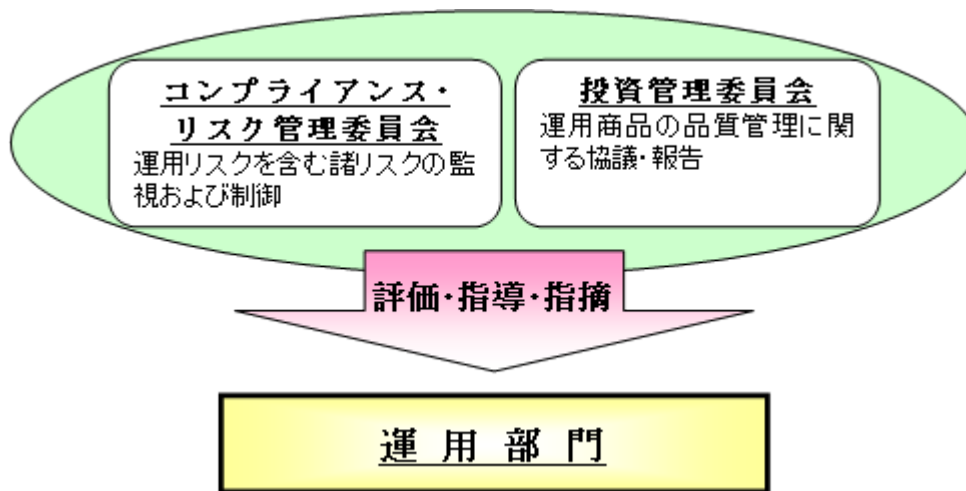 コンプライアンス・
リスク管理委員会
運用リスクを含む諸リスクの監
視および制御
投資管理委員会
運用商品の品質管理に関
する協議・報告
評価・指導・指摘
運用部門